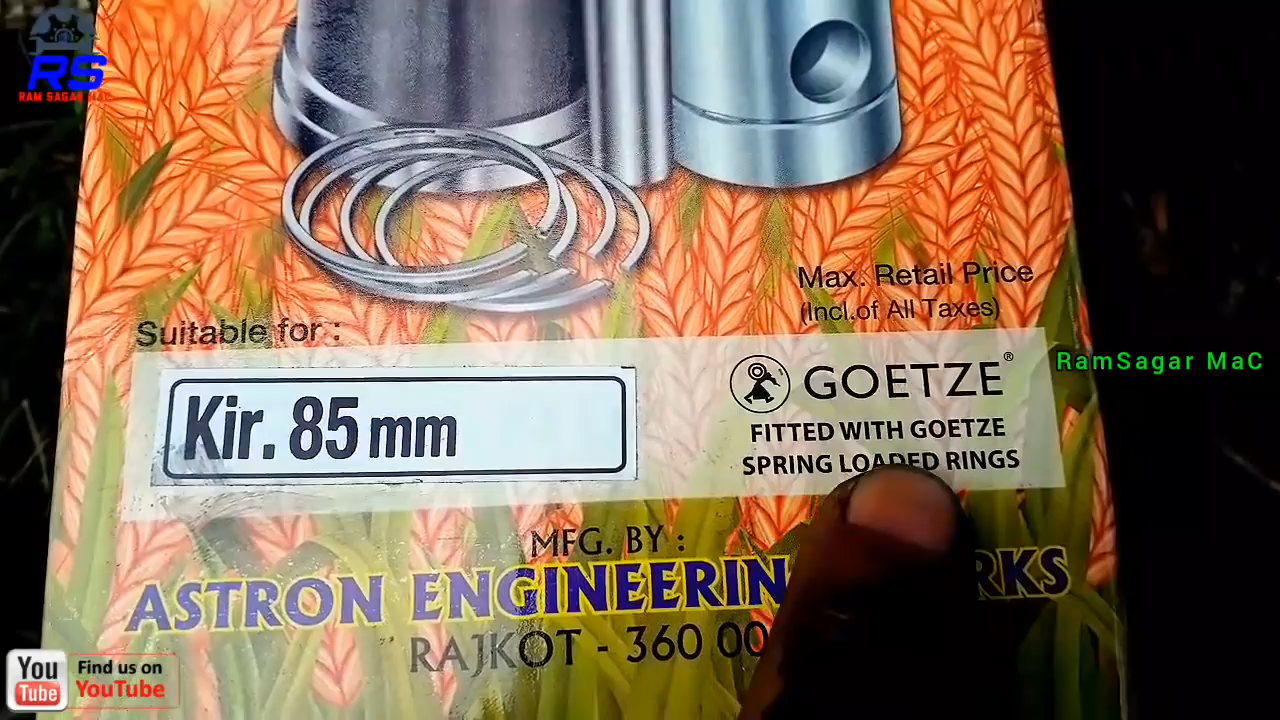 RS
RAM SAGAR MAC
Max. Retail Price
(Incl.of All Taxes)
Suitable for :
Kir. 85 mm
GOETZE®
FITTED WITH GOETZE
SPRING LOADED RINGS
RamSagar MaC
MFG. BY :
ASTRON ENGINEERIN RKS
RAJKOT - 360 00
You
Tube
Find us on
YouTube